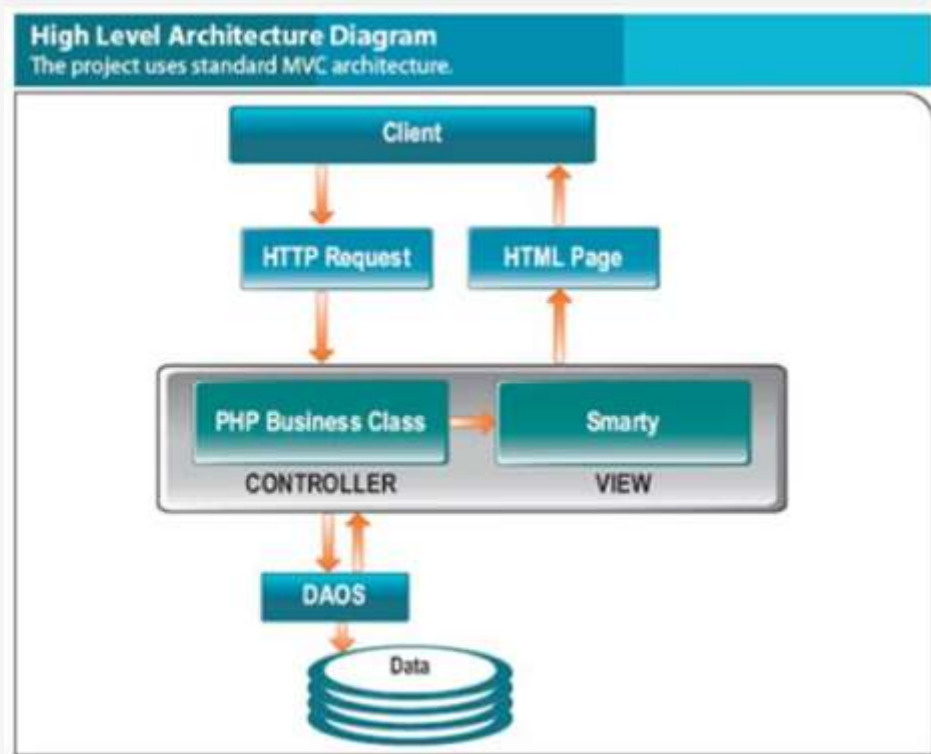 High Level Architecture Diagram
The project uses standard MVC architecture.
Client
HTTP Request
HTML Page
PHP Business Class
Smarty
CONTROLLER
VIEW
DAOS
Data